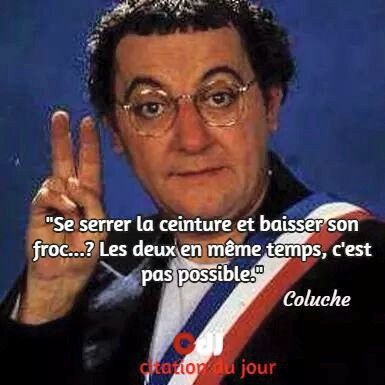 "Se serrer la ceinture et baisser son
froc...? Les deux en même temps, c'est
pas possible."
Coluche
cdj
citation du jour